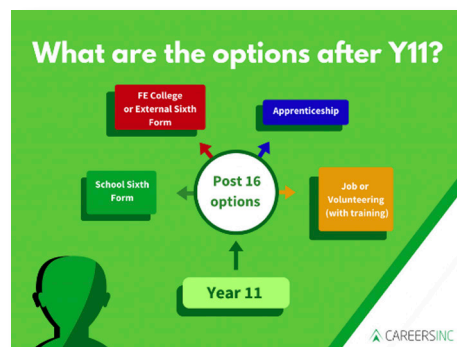 What are the options after Y11?
FE College
or External Sixth
Form
Apprenticeship
School Sixth
Form
Post 16
options
Job or
Volunteering
(with training)
Year 11
CAREERSINC